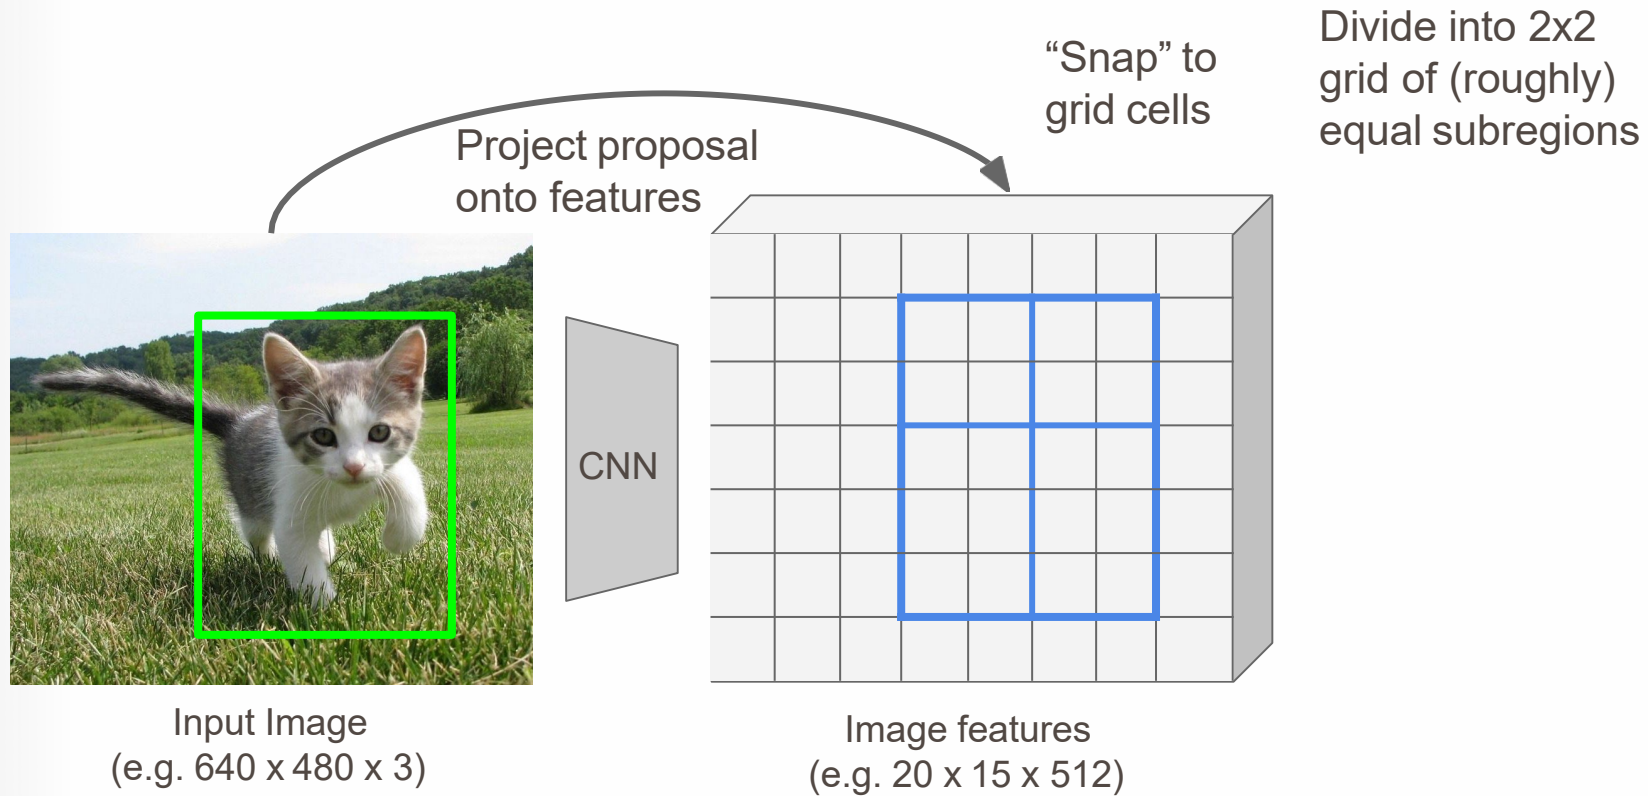 “Snap” to
grid cells
Divide into 2x2
grid of (roughly)
equal subregions
Project proposal
onto features
CNN
Input Image
(e.g. 640 x 480 x 3)
Image features
(e.g. 20 x 15 x 512)